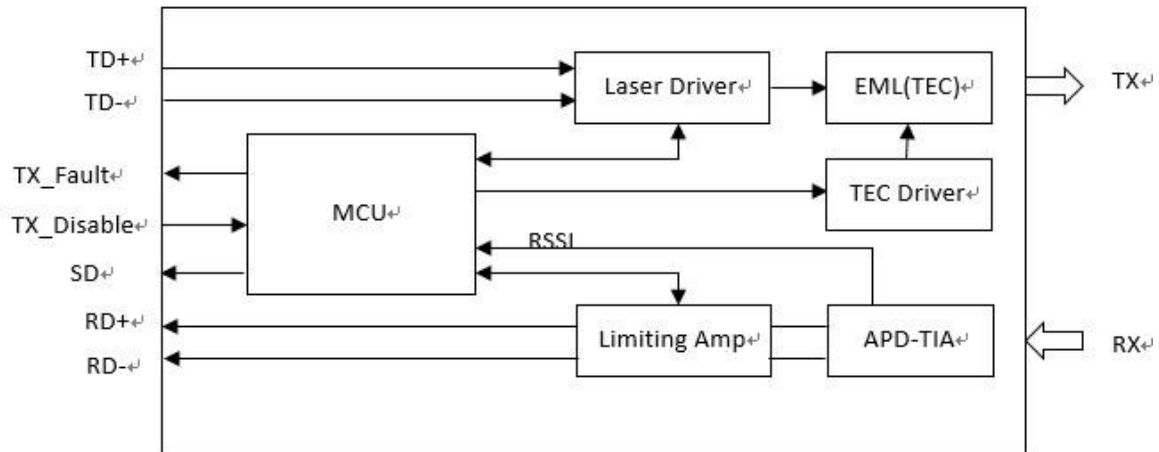 TD+↵
Laser Driver↵
EML(TEC)↵
TX↵
TD-↵
TX_Fault↵
MCU↵
TEC Driver↵
TX_Disable↵
RSSI
SD↵
RD+↵
Limiting Amp↵
APD-TIA↵
RX↵
RD-↵